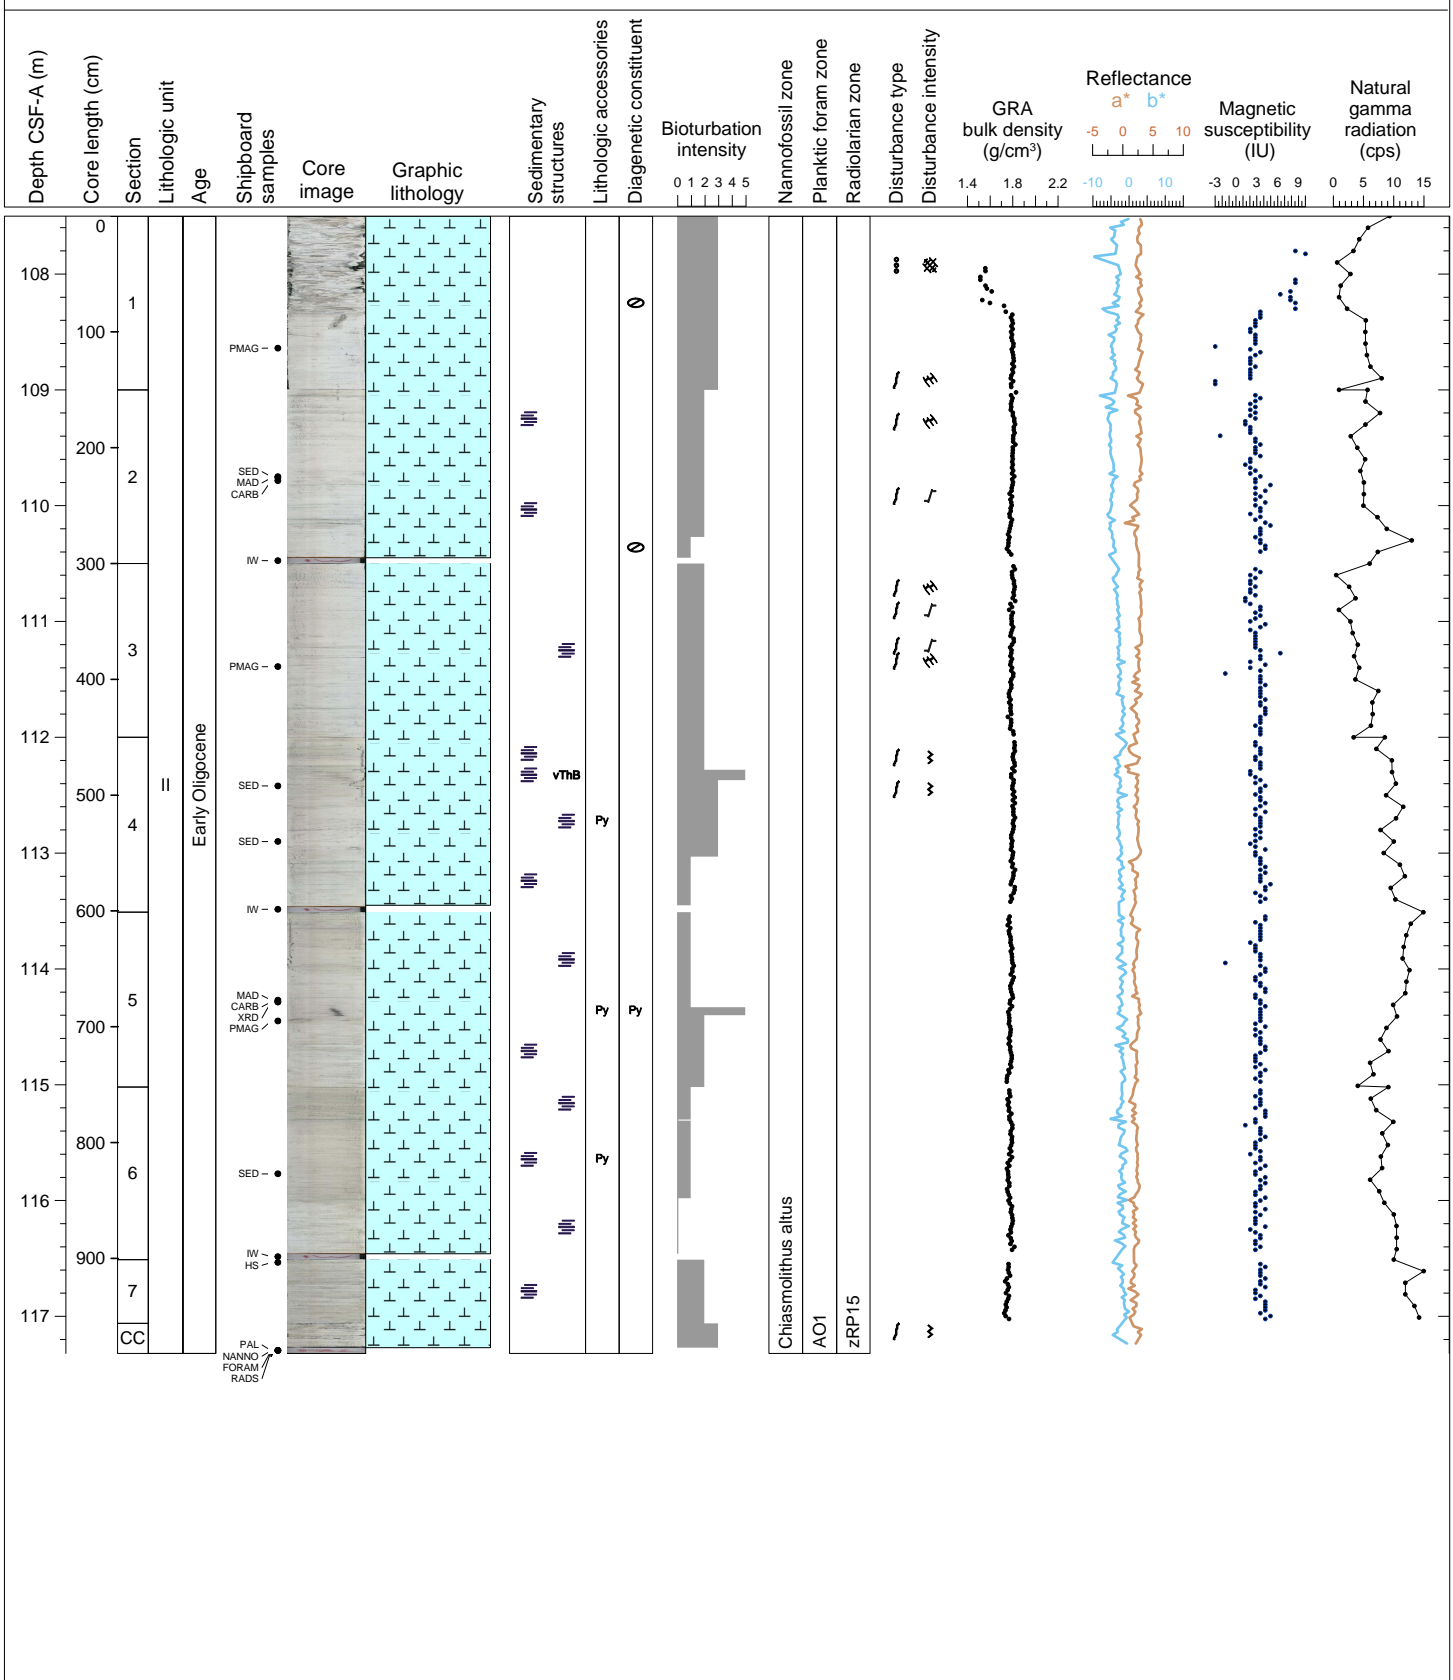 Depth CSF-A (m)
Core length (cm)
Section
Lithologic unit
Age
Shipboard
samples
Core
image
Graphic
lithology
Sedimentary
structures
Lithologic accessories
Diagenetic constituent
Bioturbation
intensity
0 1 2 3 4 5
Nannofossil zone
Planktic foram zone
Radiolarian zone
Disturbance type
Disturbance intensity
GRA
bulk density
(g/cm³)
1.4 1.8 2.2
Reflectance
a* b*
-5 0 5 10
-10 0 10
Magnetic
susceptibility
(IU)
-3 0 3 6 9
Natural
gamma
radiation
(cps)
0 5 10 15
0
108
1
100
PMAG
109
200
2
SED
MAD
CARB
110
IW
300
111
3
PMAG
400
112
vThB
II
Early Oligocene
SED
500
4
Py
SED
113
IW
600
114
5
MAD
CARB
XRD
PMAG
Py
Py
700
115
800
Py
6
SED
116
IW
HS
900
7
117
CC
Chiasmolithus altus
AO1
zRP15
PAL
NANNO
FORAM
RADS